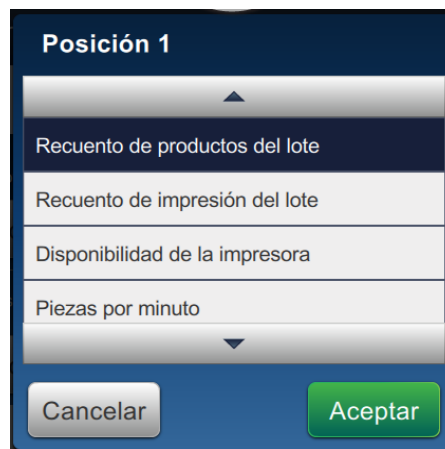 Posición 1
Recuento de productos del lote
Recuento de impresión del lote
Disponibilidad de la impresora
Piezas por minuto
Cancelar
Aceptar